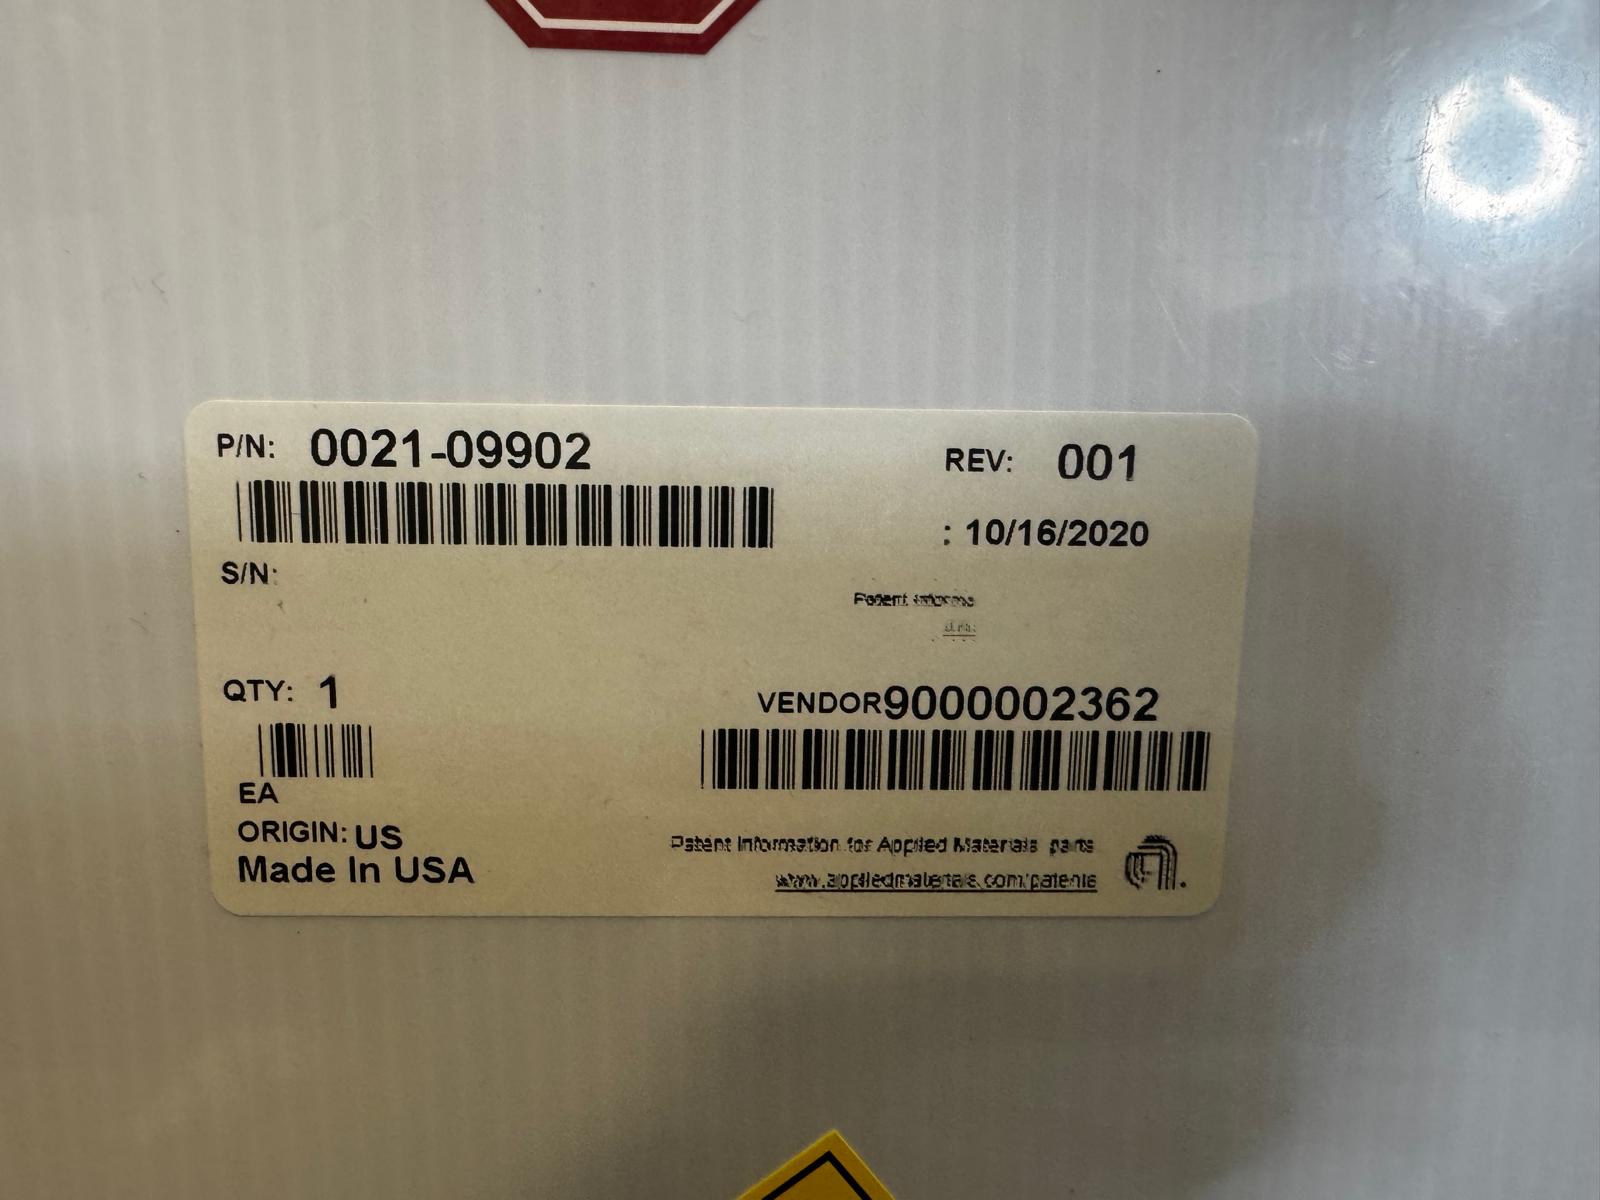 P/N: 0021-09902
REV: 001
: 10/16/2020
S/N:
Patent
QTY: 1
VENDOR9000002362
EA
ORIGIN: US
Made In USA
Patent Information for Applied Materials parts
www.appliedmaterials.com/patents